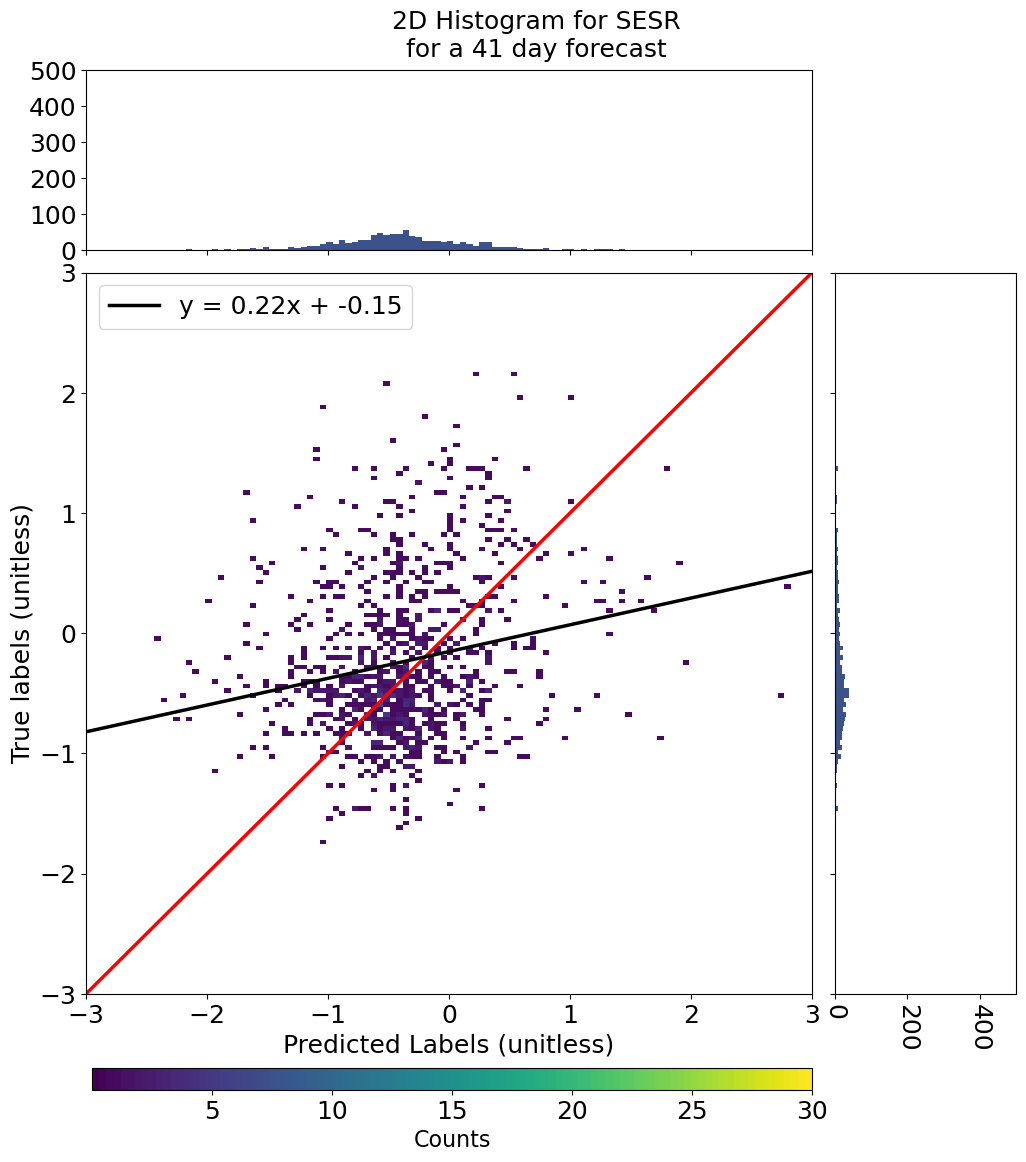 2D Histogram for SESR
for a 41 day forecast
500
400
300
200
100
0
3
2
1
0
−1
−2
−3
True labels (unitless)
y = 0.22x + -0.15
−3 −2 −1 0 1 2 3
Predicted Labels (unitless)
0 200 400
5 10 15 20 25 30
Counts